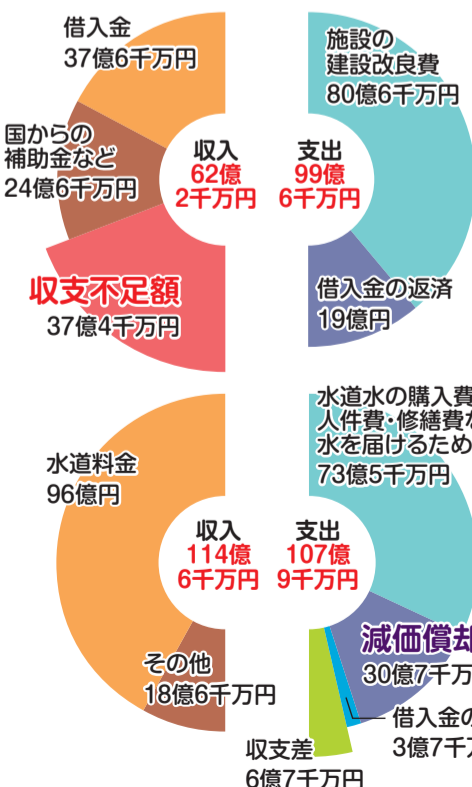 借入金
37億6千万円
国からの
補助金など
24億6千万円
収支不足額
37億4千万円
収入
62億
2千万円
支出
99億
6千万円
施設の
建設改良費
80億6千万円
借入金の返済
19億円
水道料金
96億円
その他
18億6千万円
収入
114億
6千万円
支出
107億
9千万円
水道水の購入費
人件費・修繕費
水を届けるため
73億5千万円
減価償却
30億7千万
借入金の
3億7千万
収支差
6億7千万円